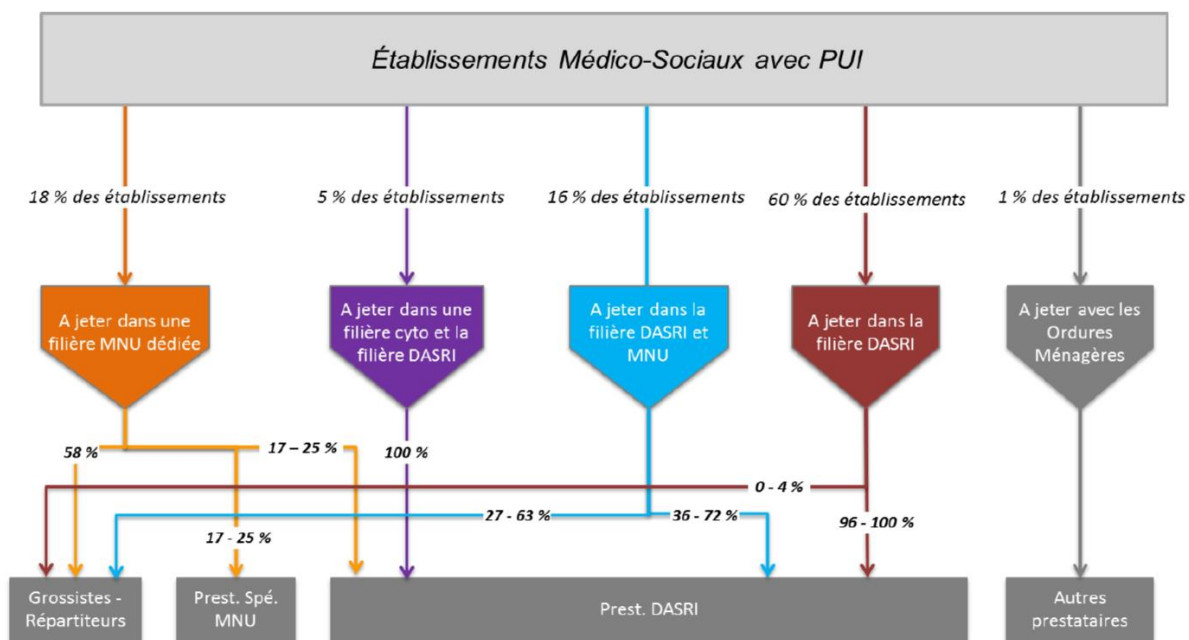 Établissements Médico-Sociaux avec PUI
18 % des établissements
5 % des établissements
16 % des établissements
60 % des établissements
1 % des établissements
A jeter dans une
filière MNU dédiée
A jeter dans une
filière cyto et la
filière DASRI
A jeter dans la
filière DASRI et
MNU
A jeter dans la
filière DASRI
A jeter avec les
Ordures
Ménagères
58 %
17 – 25 %
100 %
0 - 4 %
27 - 63 %
36 - 72 %
96 - 100 %
17 - 25 %
Grossistes -
Répartiteurs
Prest. Spé.
MNU
Prest. DASRI
Autres
prestataires